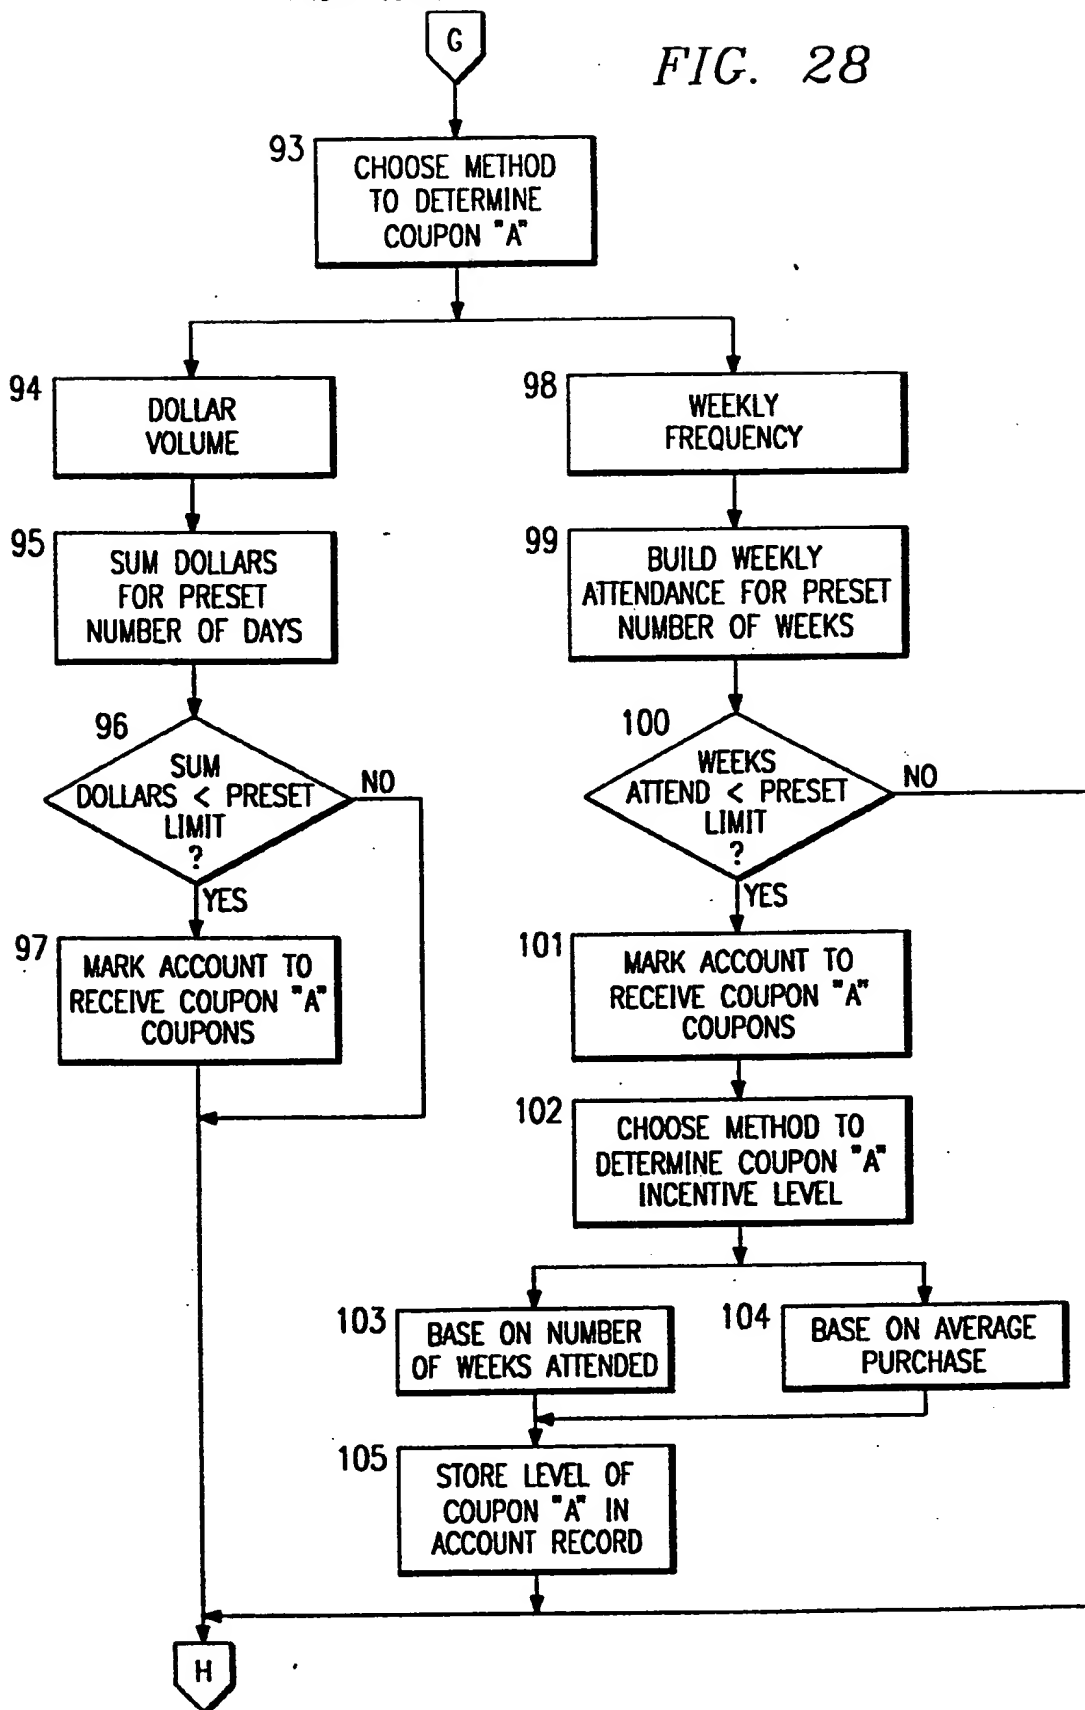 G
FIG. 28
93
CHOOSE METHOD
TO DETERMINE
COUPON "A"
94
DOLLAR
VOLUME
95
SUM DOLLARS
FOR PRESET
NUMBER OF DAYS
96
SUM
DOLLARS < PRESET
LIMIT
?
NO
YES
97
MARK ACCOUNT TO
RECEIVE COUPON "A"
COUPONS
98
WEEKLY
FREQUENCY
99
BUILD WEEKLY
ATTENDANCE FOR PRESET
NUMBER OF WEEKS
100
WEEKS
ATTEND < PRESET
LIMIT
?
NO
YES
101
MARK ACCOUNT TO
RECEIVE COUPON "A"
COUPONS
102
CHOOSE METHOD TO
DETERMINE COUPON "A"
INCENTIVE LEVEL
103
BASE ON NUMBER
OF WEEKS ATTENDED
104
BASE ON AVERAGE
PURCHASE
105
STORE LEVEL OF
COUPON "A" IN
ACCOUNT RECORD
H